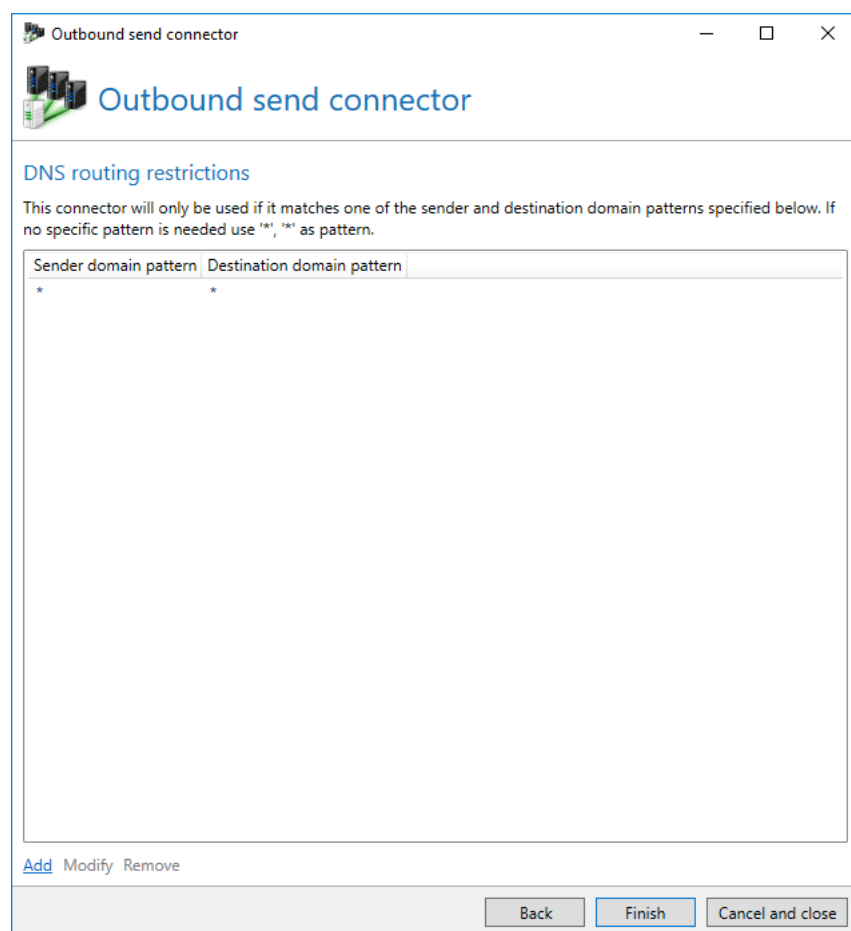 Outbound send connector
Outbound send connector
DNS routing restrictions
This connector will only be used if it matches one of the sender and destination domain patterns specified below. If
no specific pattern is needed use '*', '*' as pattern.
Sender domain pattern Destination domain pattern
* *
Add Modify Remove
Back Finish Cancel and close